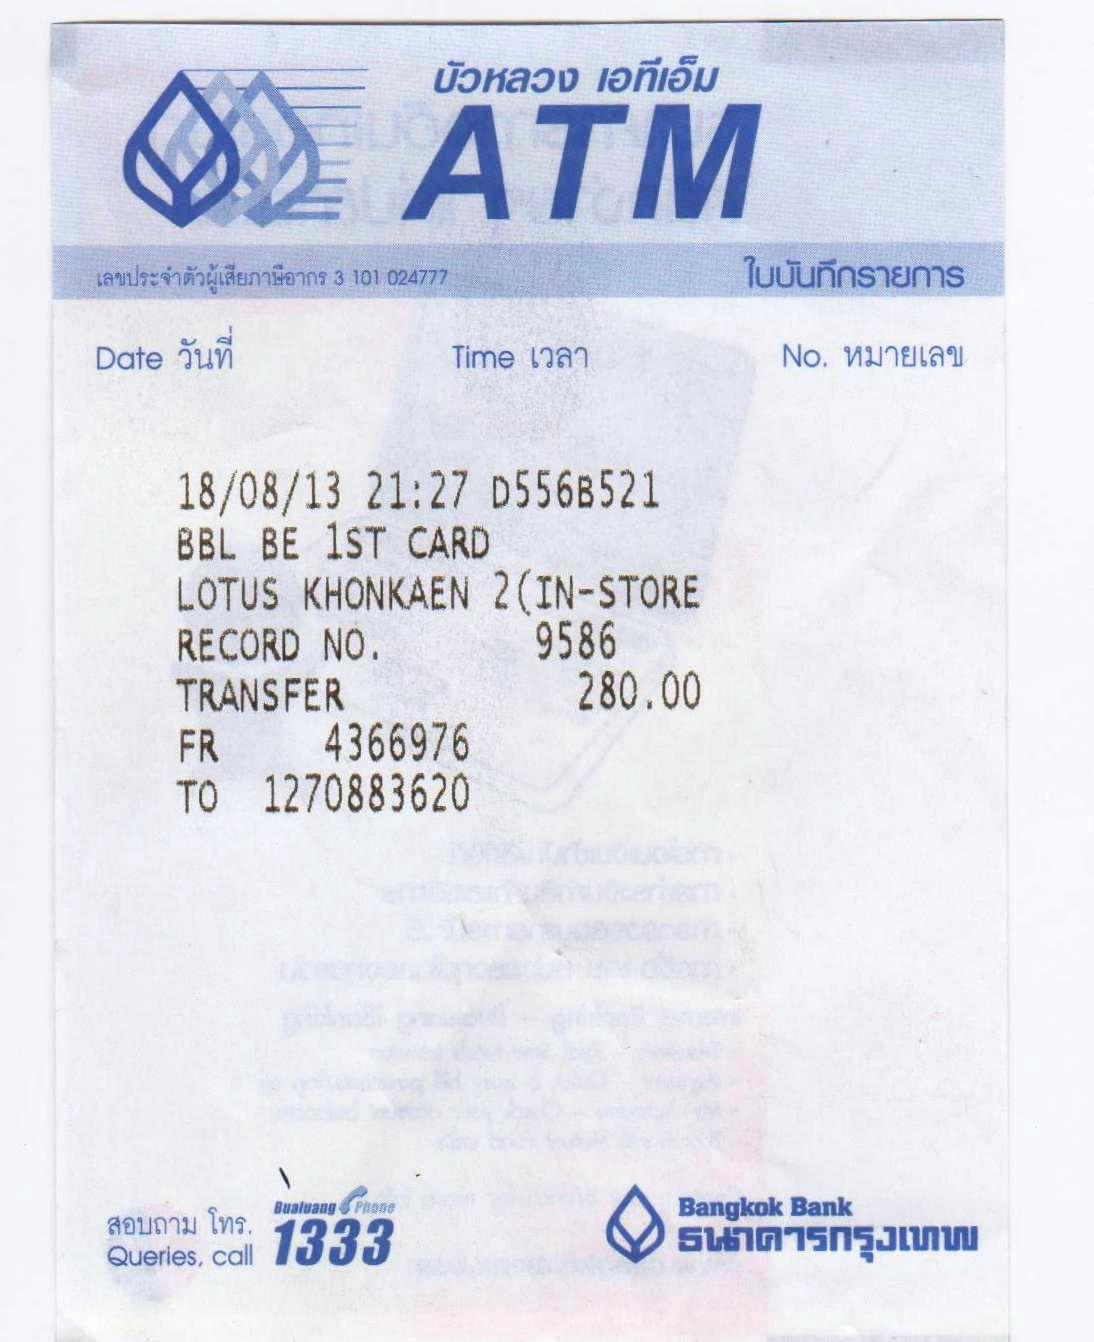 บัวหลวง เอทีเอ็ม
ATM
เลขประจำตัวผู้เสียภาษีอากร 3 101 024777 ใบบันทึกรายการ
Date วันที่ Time เวลา No. หมายเลข
18/08/13 21:27 D556B521
BBL BE 1ST CARD
LOTUS KHONKAEN 2(IN-STORE
RECORD NO. 9586
TRANSFER 280.00
FR 4366976
TO 1270883620
สอบถาม โทร.
Queries, call
Bualuang Phone
1333
Bangkok Bank
ธนาคารกรุงเทพ